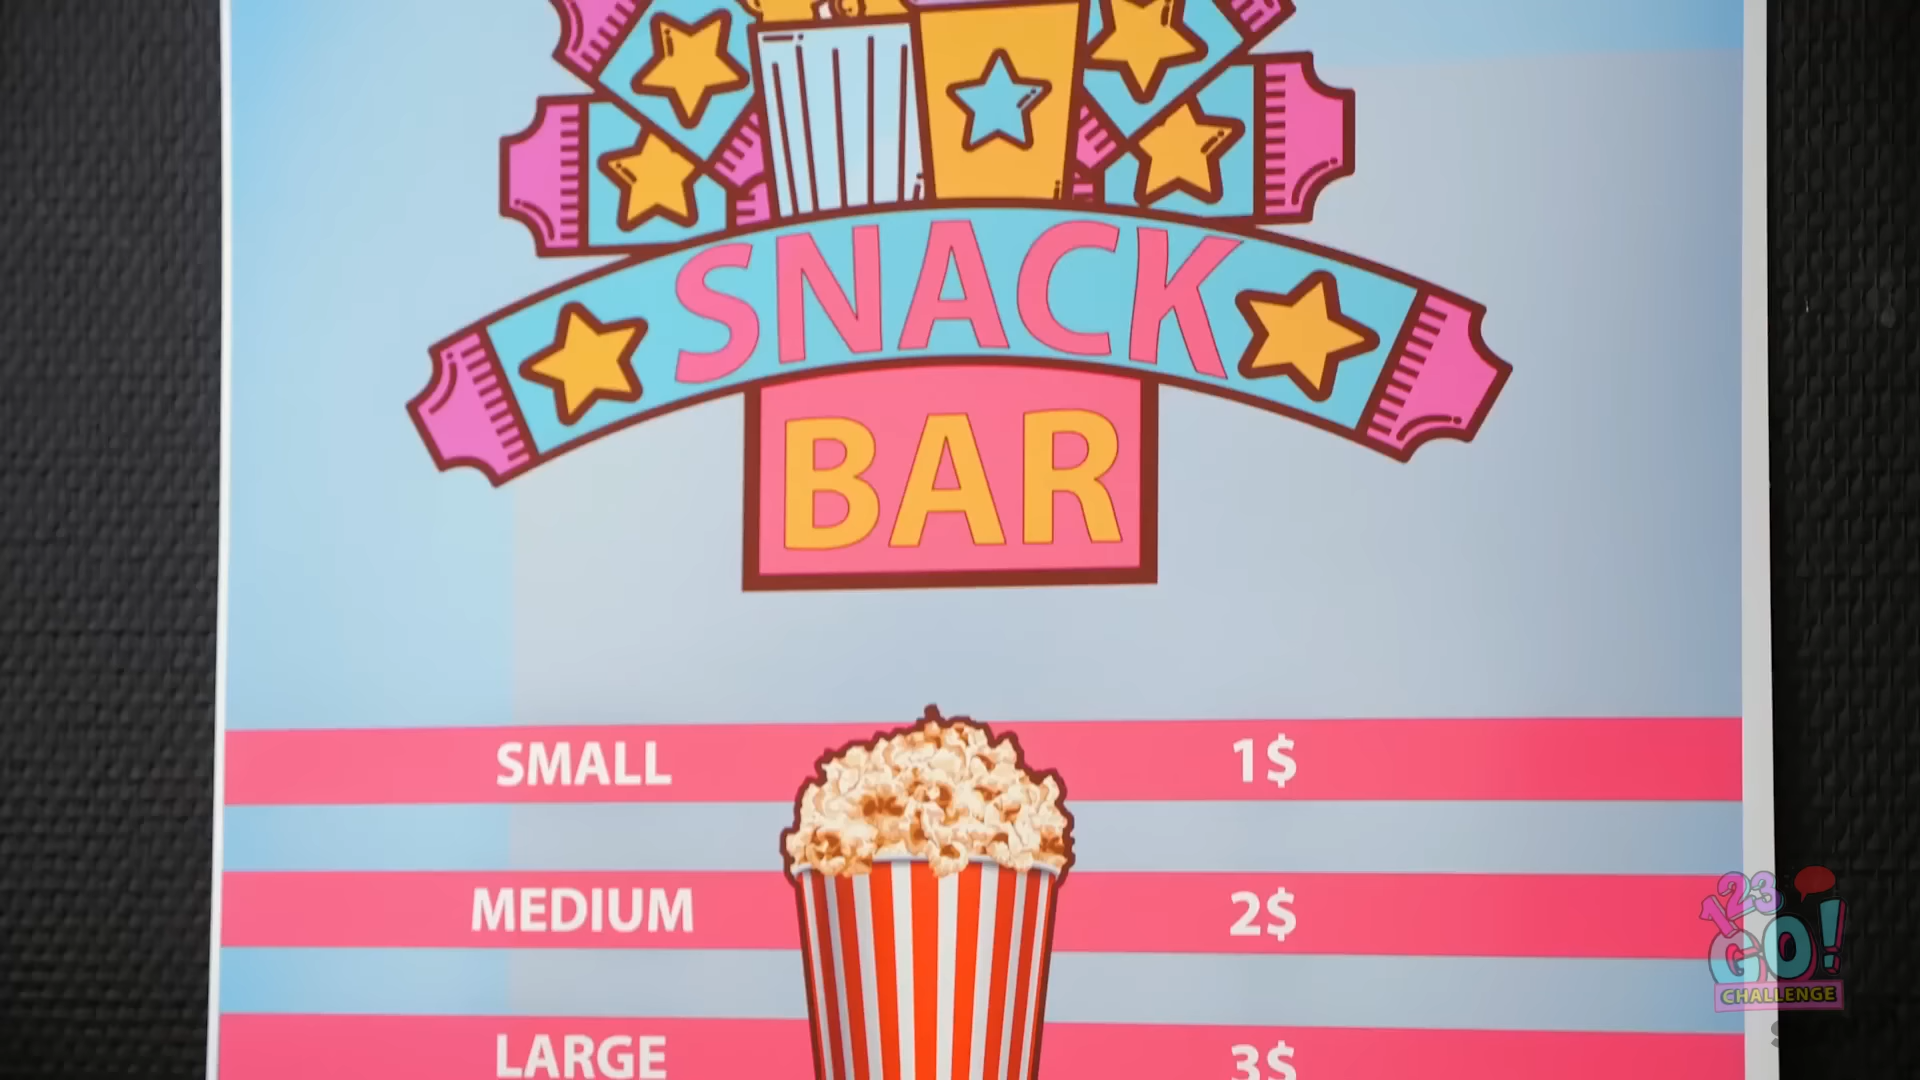 SNACK
BAR
SMALL 1$
MEDIUM 2$
LARGE 3$
123
GO!
CHALLENGE